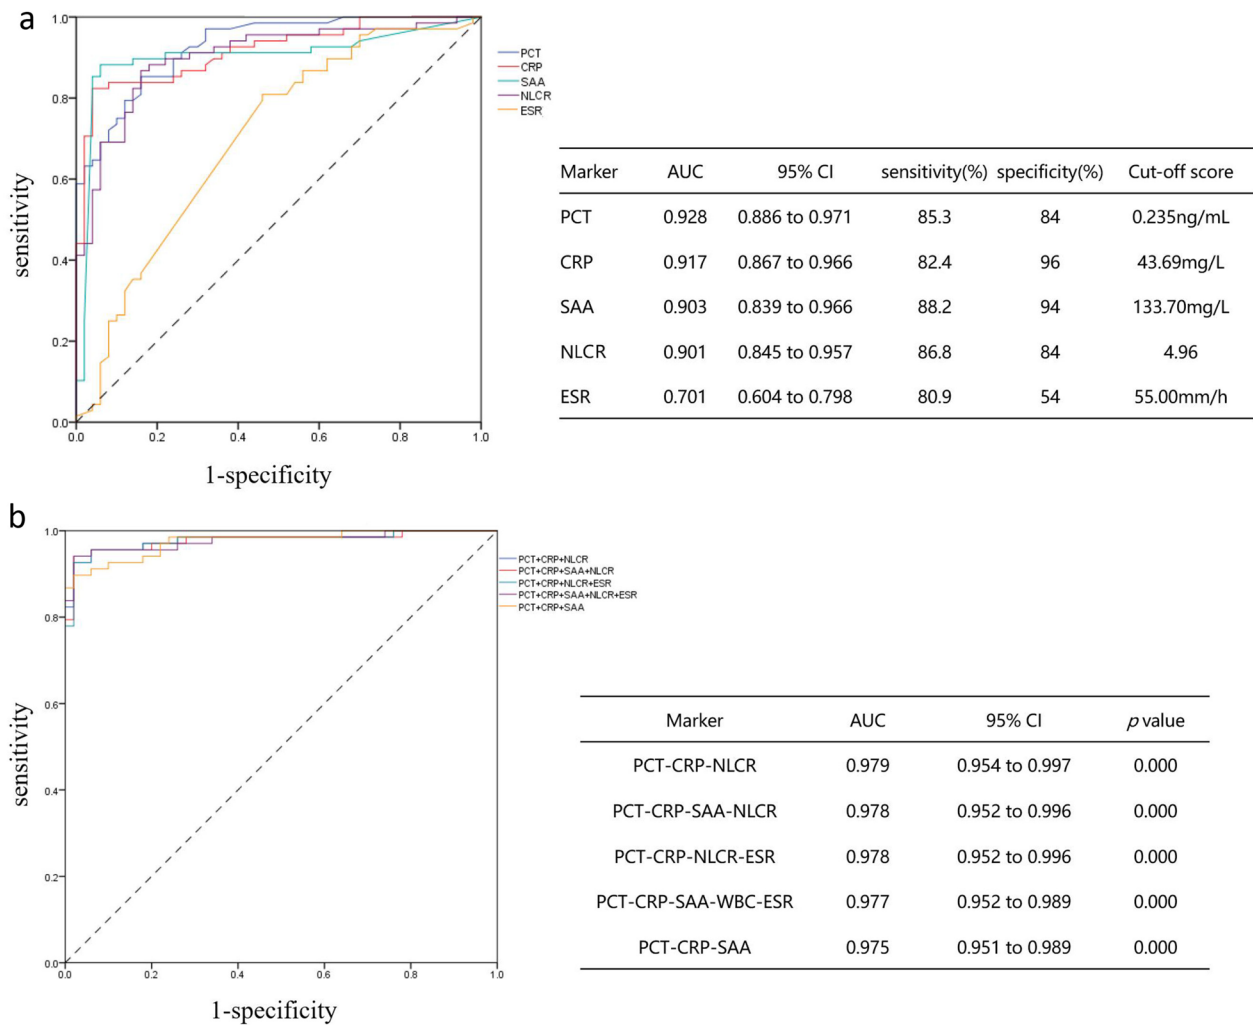 a
1.0
0.8
0.6
0.4
0.2
0.0
0.0 0.2 0.4 0.6 0.8 1.0
sensitivity
1-specificity
PCT
CRP
SAA
NLCR
ESR
Marker AUC 95% CI sensitivity(%) specificity(%) Cut-off score
PCT 0.928 0.886 to 0.971 85.3 84 0.235ng/mL
CRP 0.917 0.867 to 0.966 82.4 96 43.69mg/L
SAA 0.903 0.839 to 0.966 88.2 94 133.70mg/L
NLCR 0.901 0.845 to 0.957 86.8 84 4.96
ESR 0.701 0.604 to 0.798 80.9 54 55.00mm/h
b
1.0
0.8
0.6
0.4
0.2
0.0
0.0 0.2 0.4 0.6 0.8 1.0
sensitivity
1-specificity
PCT+CRP+NLCR
PCT+CRP+SAA+NLCR
PCT+CRP+NLCR+ESR
PCT+CRP+SAA+NLCR+ESR
PCT+CRP+SAA
Marker AUC 95% CI p value
PCT-CRP-NLCR 0.979 0.954 to 0.997 0.000
PCT-CRP-SAA-NLCR 0.978 0.952 to 0.996 0.000
PCT-CRP-NLCR-ESR 0.978 0.952 to 0.996 0.000
PCT-CRP-SAA-WBC-ESR 0.977 0.952 to 0.989 0.000
PCT-CRP-SAA 0.975 0.951 to 0.989 0.000